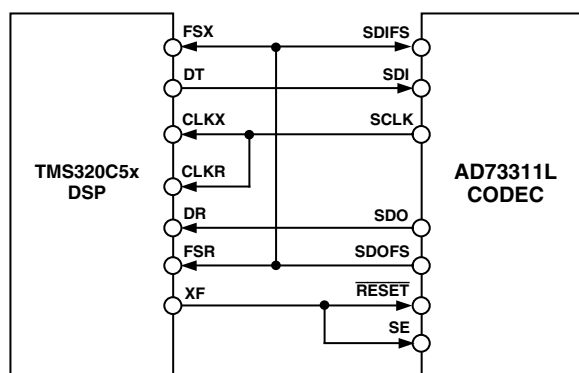 FSX
SDIFS
DT
SDI
CLKX
SCLK
TMS320C5x
DSP
CLKR
AD73311L
CODEC
DR
SDO
FSR
SDOFS
XF
RESET
SE